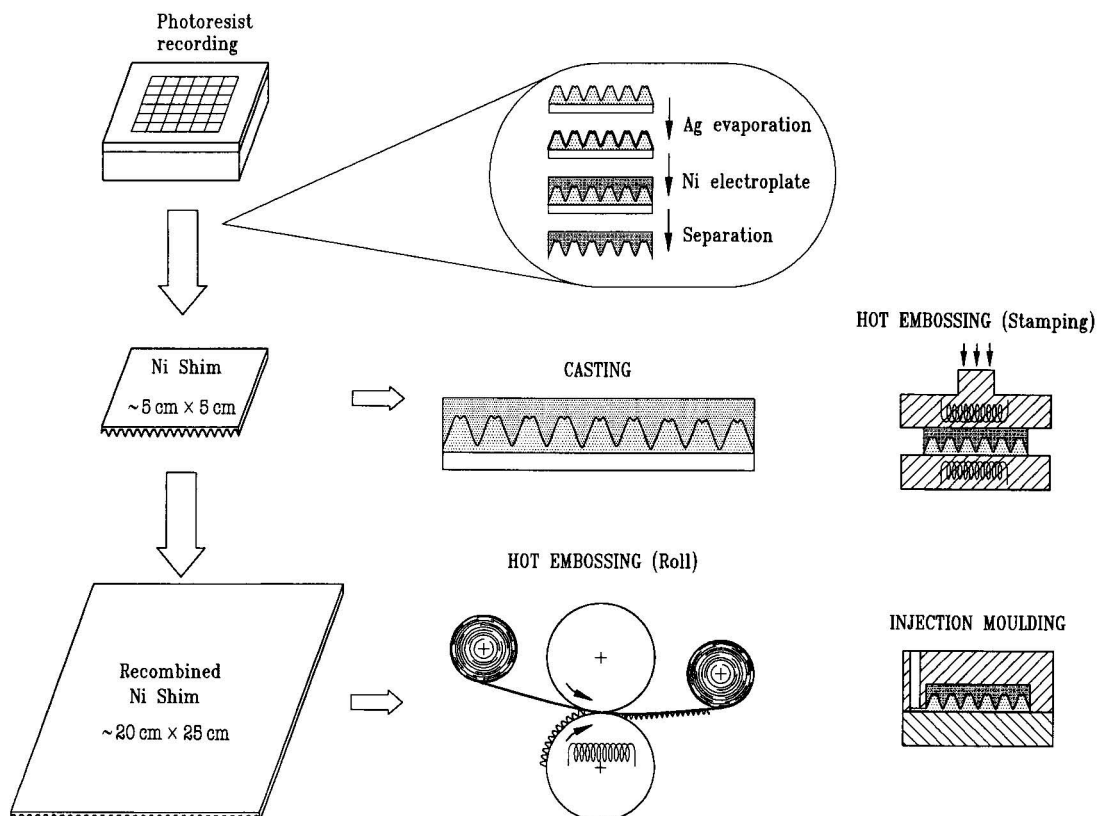 Photoresist
recording
Ag evaporation
Ni electroplate
Separation
HOT EMBOSSING (Stamping)
Ni Shim
~5 cm × 5 cm
CASTING
HOT EMBOSSING (Roll)
INJECTION MOULDING
Recombined
Ni Shim
~20 cm × 25 cm